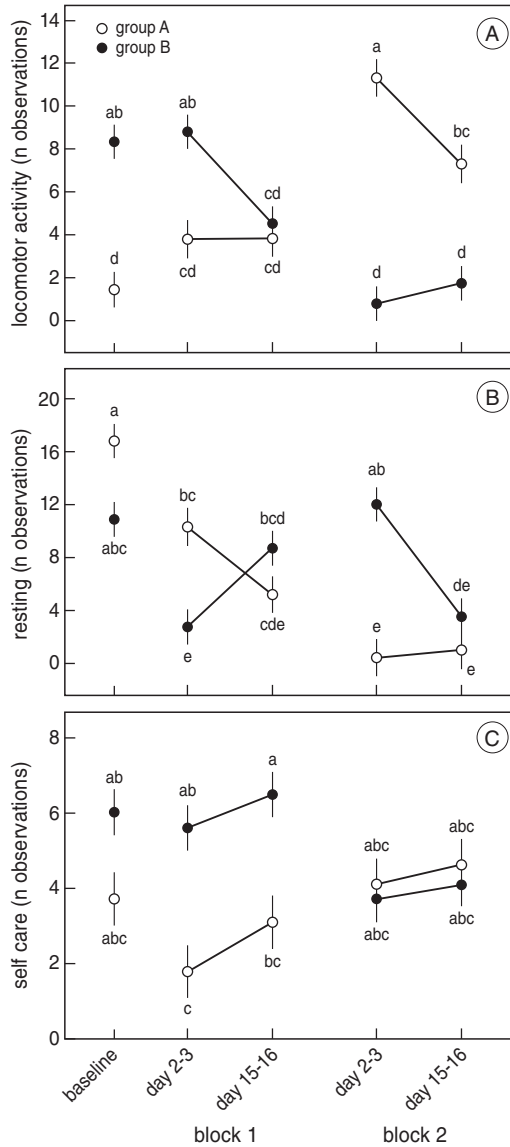 14
12
10
8
6
4
2
0
locomotor activity (n observations)
group A
group B
A
ab
d
ab
cd
cd
cd
a
bc
d
d
20
16
12
8
4
0
resting (n observations)
B
a
abc
bc
e
bcd
cde
ab
de
e
e
8
6
4
2
0
self care (n observations)
C
ab
abc
ab
c
a
bc
abc
abc
abc
abc
baseline
day 2-3
day 15-16
day 2-3
day 15-16
block 1
block 2